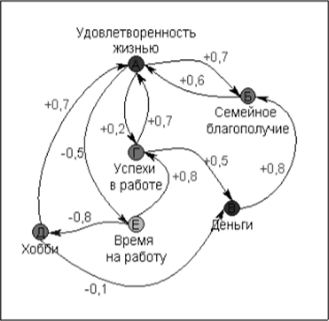 Удовлетворенность
жизнью
А
+0,7
+0,6
Б
Семейное
благополучие
+0,7
+0,2
+0,7
-0,5
Г
Успехи
в работе
+0,5
+0,8
+0,8
-0,8
Е
Время
на работу
В
Деньги
Д
Хобби
-0,1